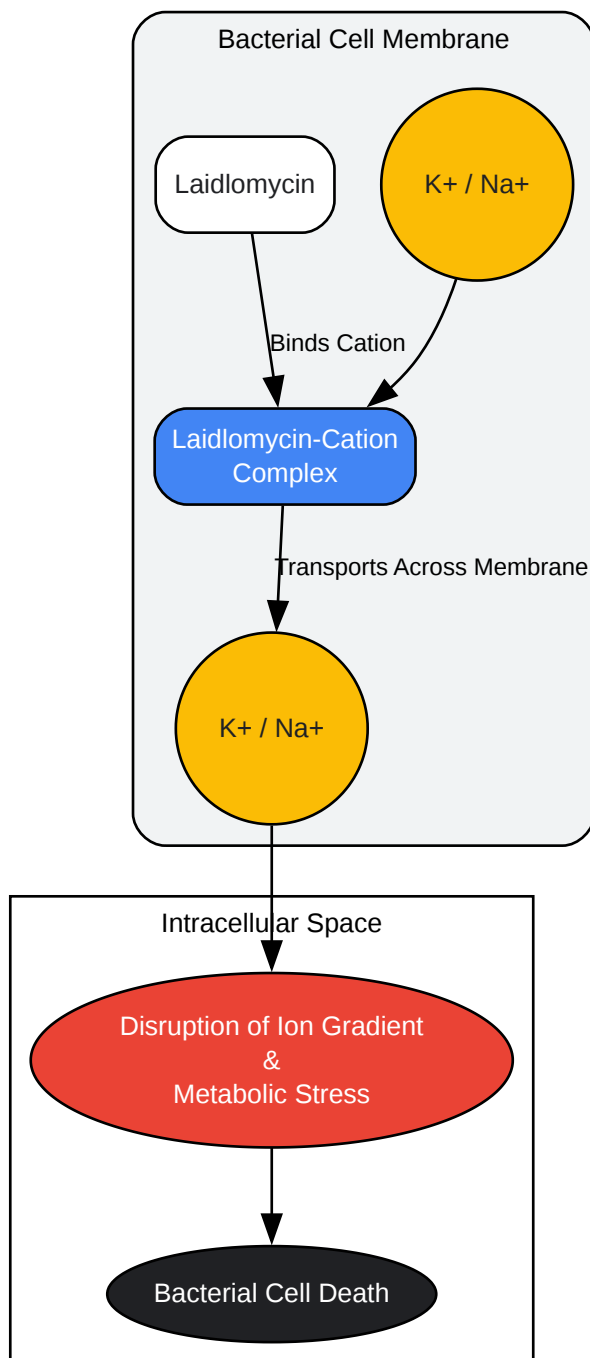 Bacterial Cell Membrane
Laidlomycin
K+ / Na+
Binds Cation
Laidlomycin-Cation
Complex
Transports Across Membrane
K+ / Na+
Intracellular Space
Disruption of Ion Gradient
&
Metabolic Stress
Bacterial Cell Death